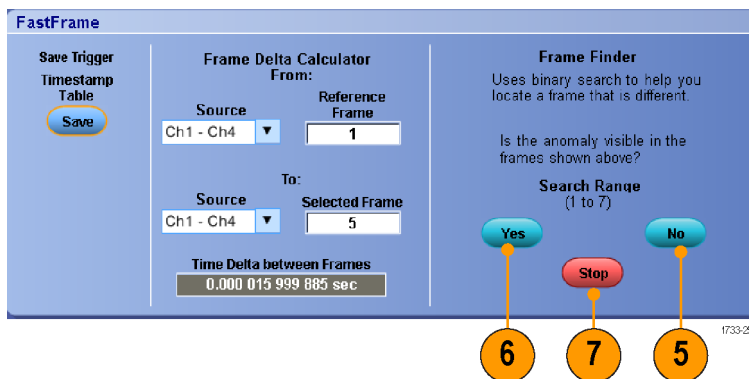 FastFrame
Save Trigger
Timestamp
Table
Save
Frame Delta Calculator
From:
Source
Reference
Frame
Ch1 - Ch4
1
To:
Source
Selected Frame
Ch1 - Ch4
5
Time Delta between Frames
0.000 015 999 885 sec
Frame Finder
Uses binary search to help you
locate a frame that is different.
Is the anomaly visible in the
frames shown above?
Search Range
(1 to 7)
Yes
No
Stop
6
7
5